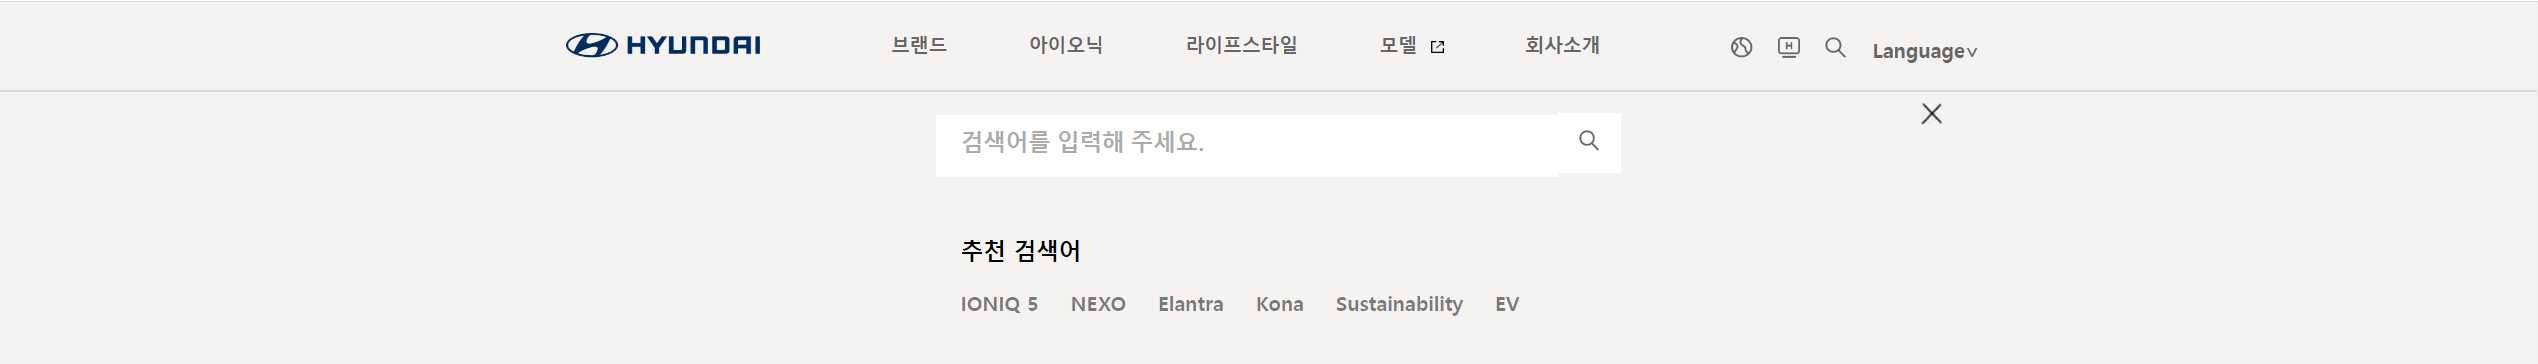 HYUNDAI 브랜드 아이오닉 라이프스타일 모델 회사소개 H Language
검색어를 입력해 주세요.
추천 검색어
IONIQ 5 NEXO Elantra Kona Sustainability EV